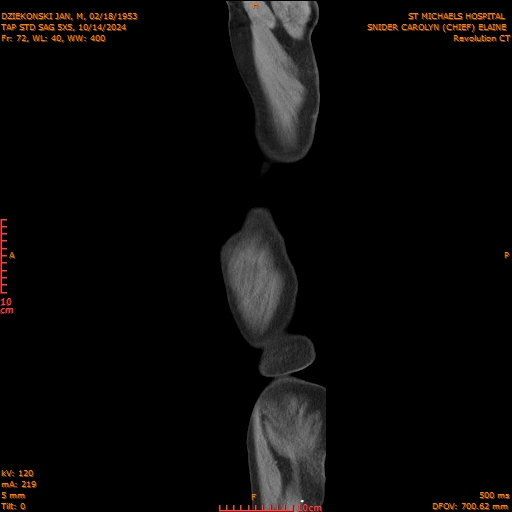 DZIEKONSKI JAN, M, 02/18/1953
TAP STD SAG 5X5, 10/14/2024
Fr: 72, WL: 40, WW: 400
ST MICHAELS HOSPITAL
SNIDER CAROLYN (CHIEF) ELAINE
Revolution CT
H
A
P
10
cm
kV: 120
mA: 219
5 mm
Tilt: 0
F
10cm
500 ms
DFOV: 700.62 mm